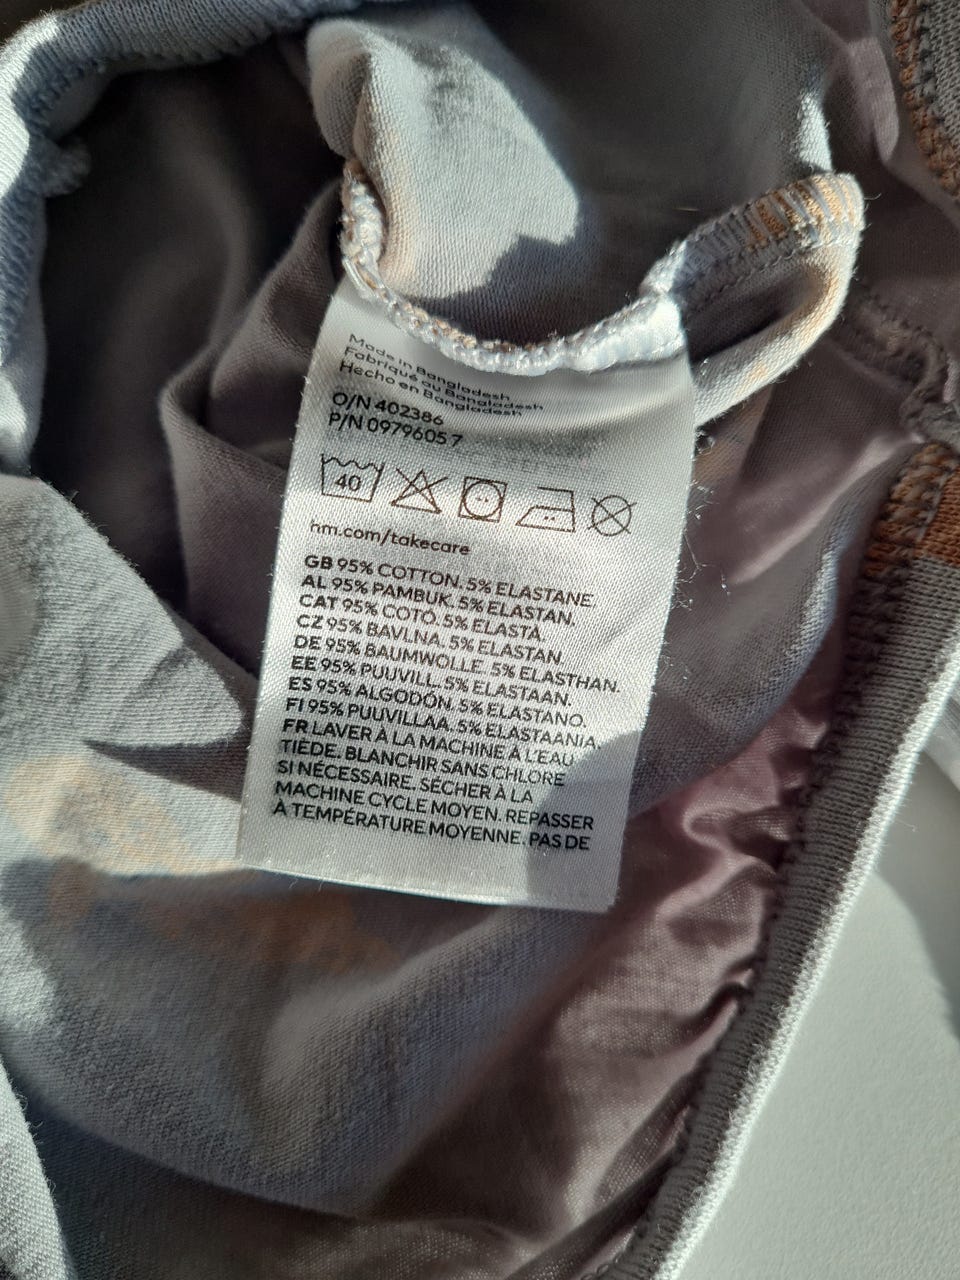 Made in Bangladesh
Fabriqué au Bangladesh
Hecho en Bangladesh
O/N 402386
P/N 0979605 7
40
hm.com/takecare
GB 95% COTTON. 5% ELASTANE.
AL 95% PAMBUK. 5% ELASTAN.
CAT 95% COTÓ. 5% ELASTÀ.
CZ 95% BAVLNA. 5% ELASTAN.
DE 95% BAUMWOLLE. 5% ELASTHAN.
EE 95% PUUVILL. 5% ELASTAAN.
ES 95% ALGODÓN. 5% ELASTANO.
FI 95% PUUVILLAA. 5% ELASTAANIA.
FR LAVER À LA MACHINE À L'EAU
TIÈDE. BLANCHIR SANS CHLORE
SI NÉCESSAIRE. SÉCHER À LA
MACHINE CYCLE MOYEN. REPASSER
À TEMPÉRATURE MOYENNE. PAS DE